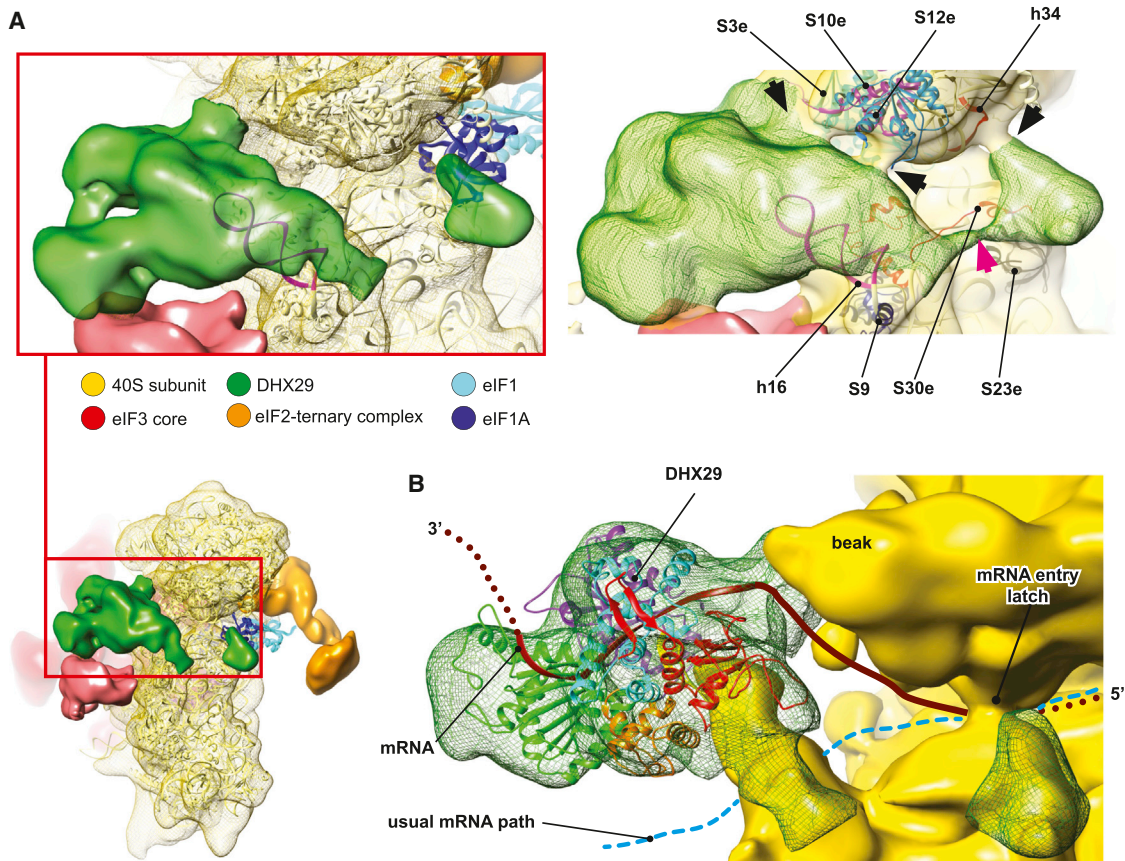 A
S3e
S10e
S12e
h34
h16
S9
S30e
S23e
40S subunit
DHX29
eIF1
eIF3 core
eIF2-ternary complex
eIF1A
B
DHX29
3’
beak
mRNA entry
latch
5’
mRNA
usual mRNA path